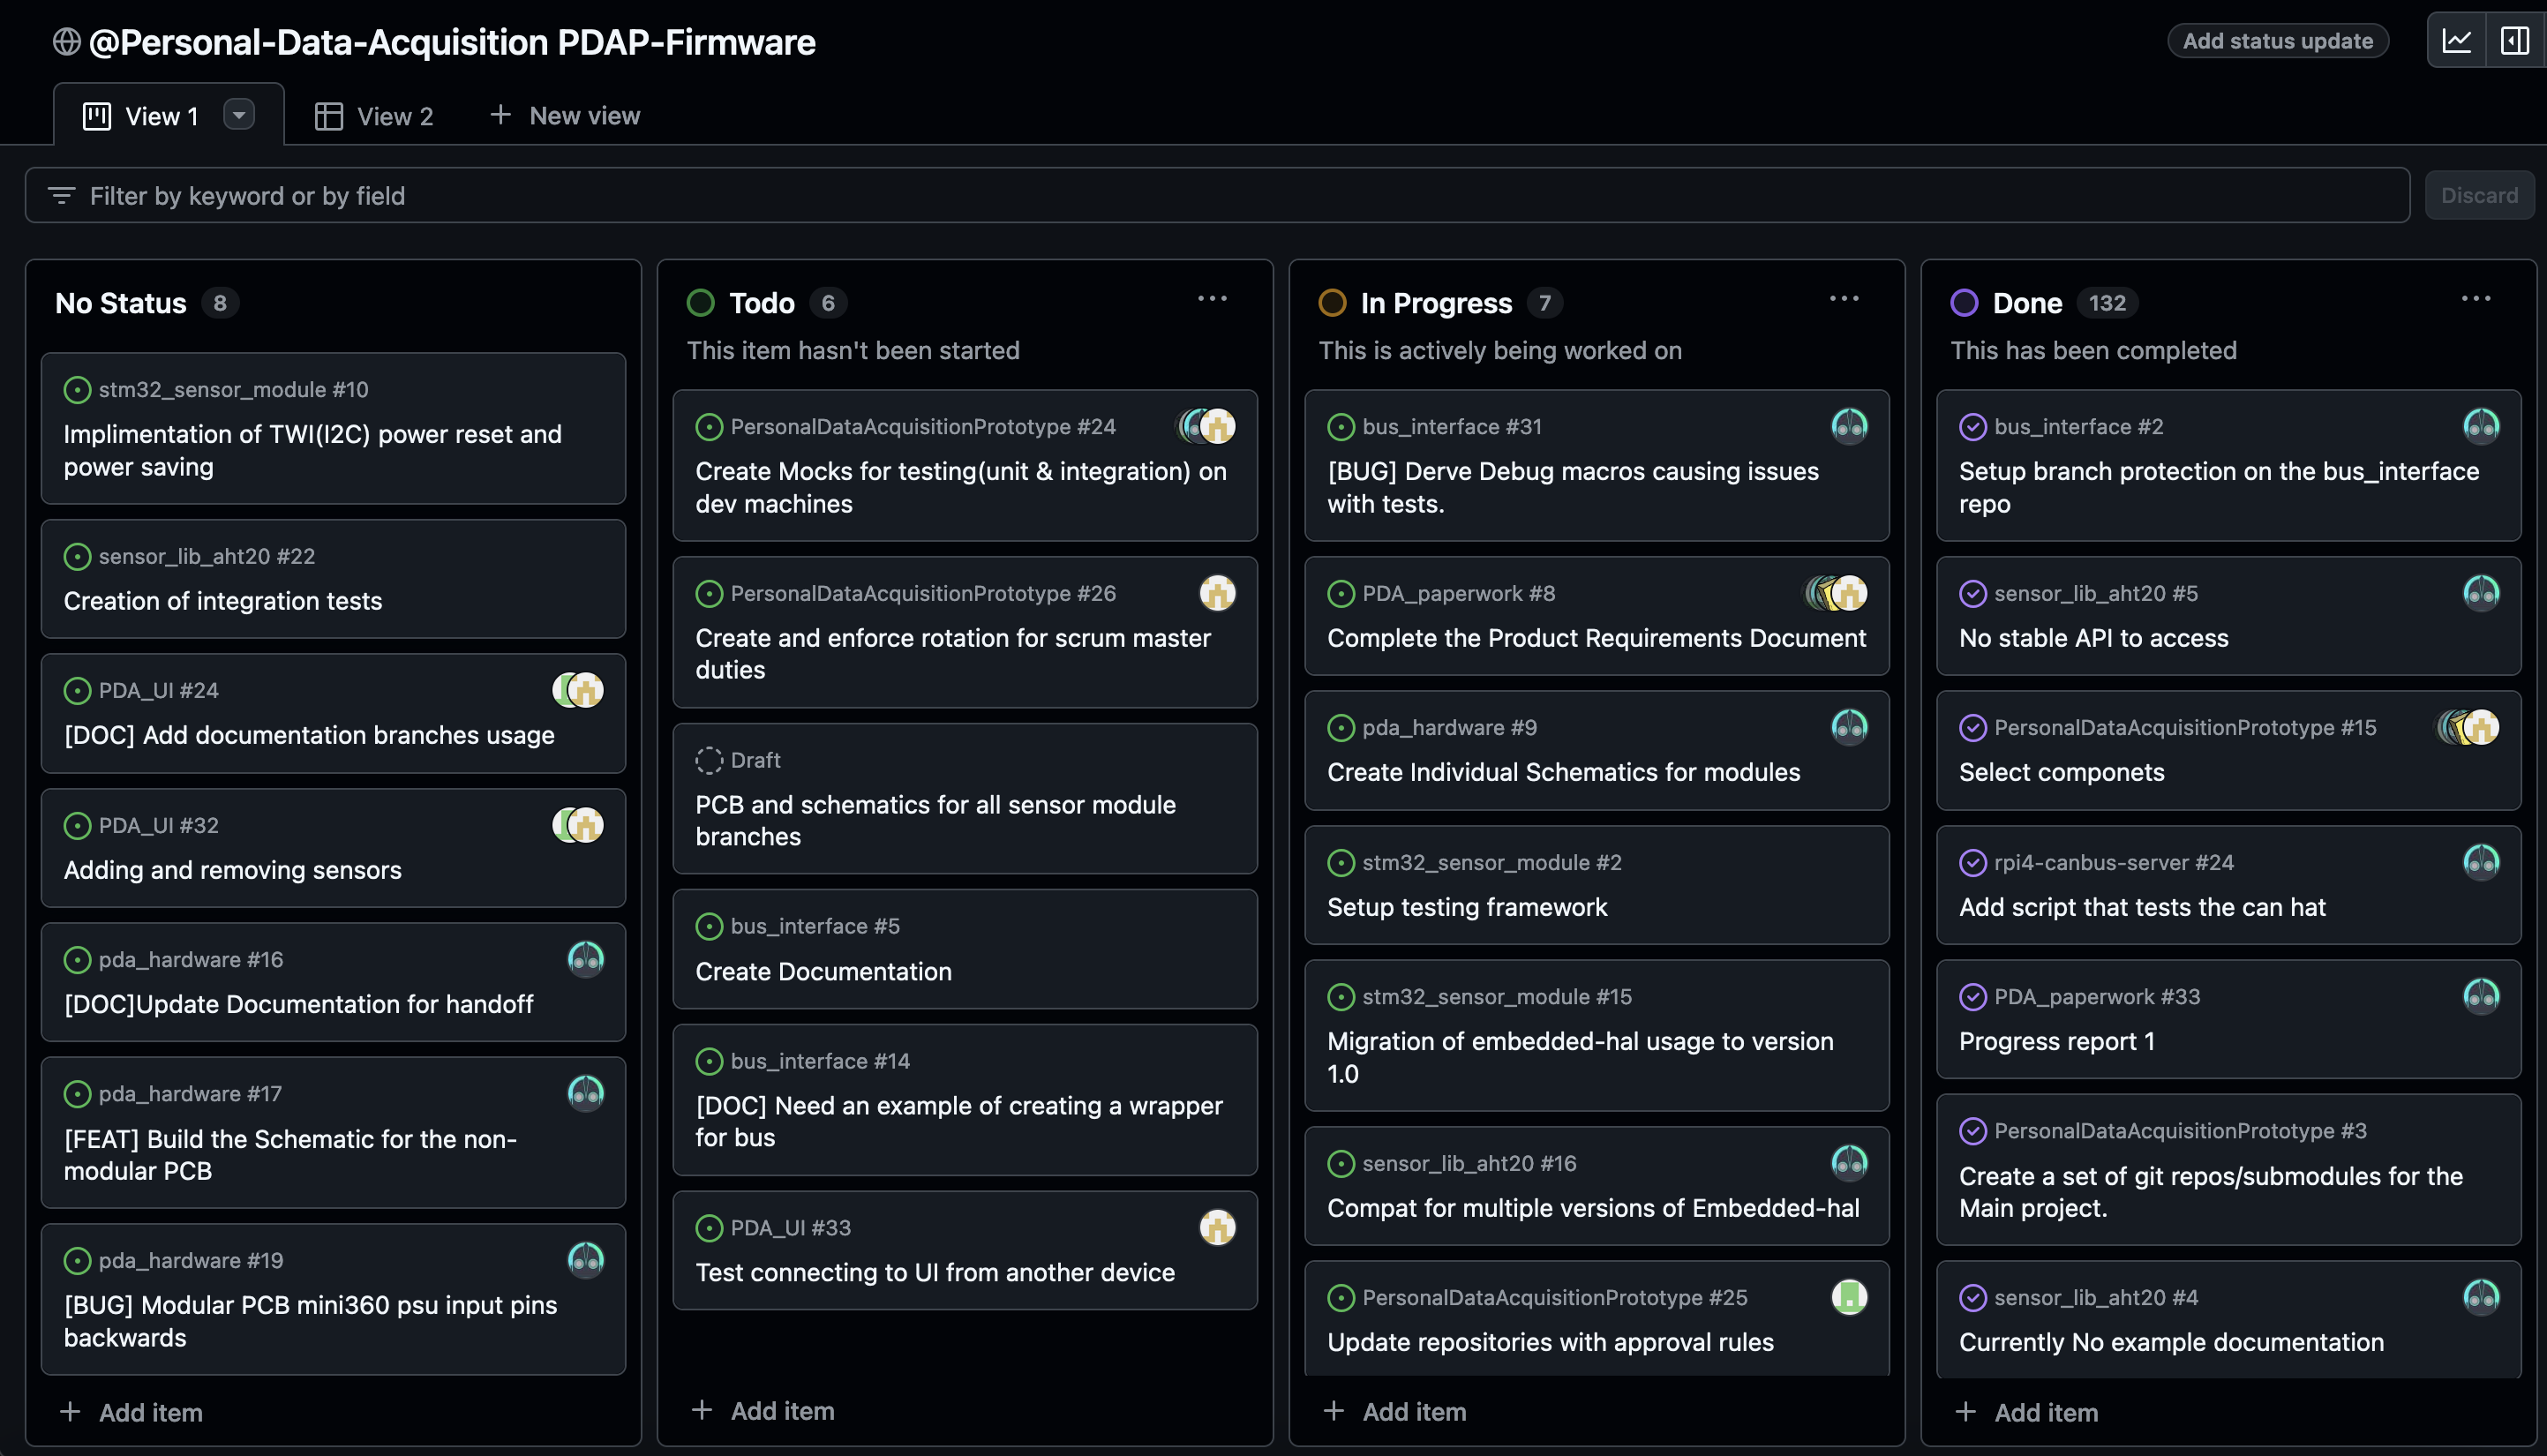 @Personal-Data-Acquisition PDAP-Firmware
Add status update
View 1
View 2
New view
Filter by keyword or by field
Discard
No Status 8
stm32_sensor_module #10
Implimentation of TWI(I2C) power reset and
power saving
sensor_lib_aht20 #22
Creation of integration tests
PDA_UI #24
[DOC] Add documentation branches usage
PDA_UI #32
Adding and removing sensors
pda_hardware #16
[DOC]Update Documentation for handoff
pda_hardware #17
[FEAT] Build the Schematic for the non-
modular PCB
pda_hardware #19
[BUG] Modular PCB mini360 psu input pins
backwards
Add item
Todo 6
This item hasn't been started
PersonalDataAcquisitionPrototype #24
Create Mocks for testing(unit & integration) on
dev machines
PersonalDataAcquisitionPrototype #26
Create and enforce rotation for scrum master
duties
Draft
PCB and schematics for all sensor module
branches
bus_interface #5
Create Documentation
bus_interface #14
[DOC] Need an example of creating a wrapper
for bus
PDA_UI #33
Test connecting to UI from another device
Add item
In Progress 7
This is actively being worked on
bus_interface #31
[BUG] Derve Debug macros causing issues
with tests.
PDA_paperwork #8
Complete the Product Requirements Document
pda_hardware #9
Create Individual Schematics for modules
stm32_sensor_module #2
Setup testing framework
stm32_sensor_module #15
Migration of embedded-hal usage to version
1.0
sensor_lib_aht20 #16
Compat for multiple versions of Embedded-hal
PersonalDataAcquisitionPrototype #25
Update repositories with approval rules
Add item
Done 132
This has been completed
bus_interface #2
Setup branch protection on the bus_interface
repo
sensor_lib_aht20 #5
No stable API to access
PersonalDataAcquisitionPrototype #15
Select componets
rpi4-canbus-server #24
Add script that tests the can hat
PDA_paperwork #33
Progress report 1
PersonalDataAcquisitionPrototype #3
Create a set of git repos/submodules for the
Main project.
sensor_lib_aht20 #4
Currently No example documentation
Add item